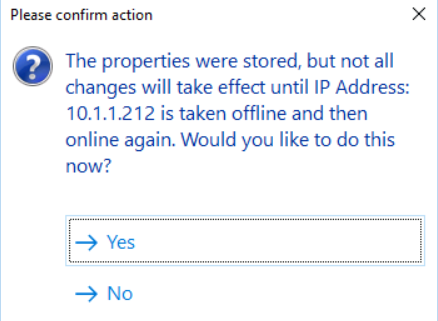 Please confirm action
The properties were stored, but not all
changes will take effect until IP Address:
10.1.1.212 is taken offline and then
online again. Would you like to do this
now?
Yes
No